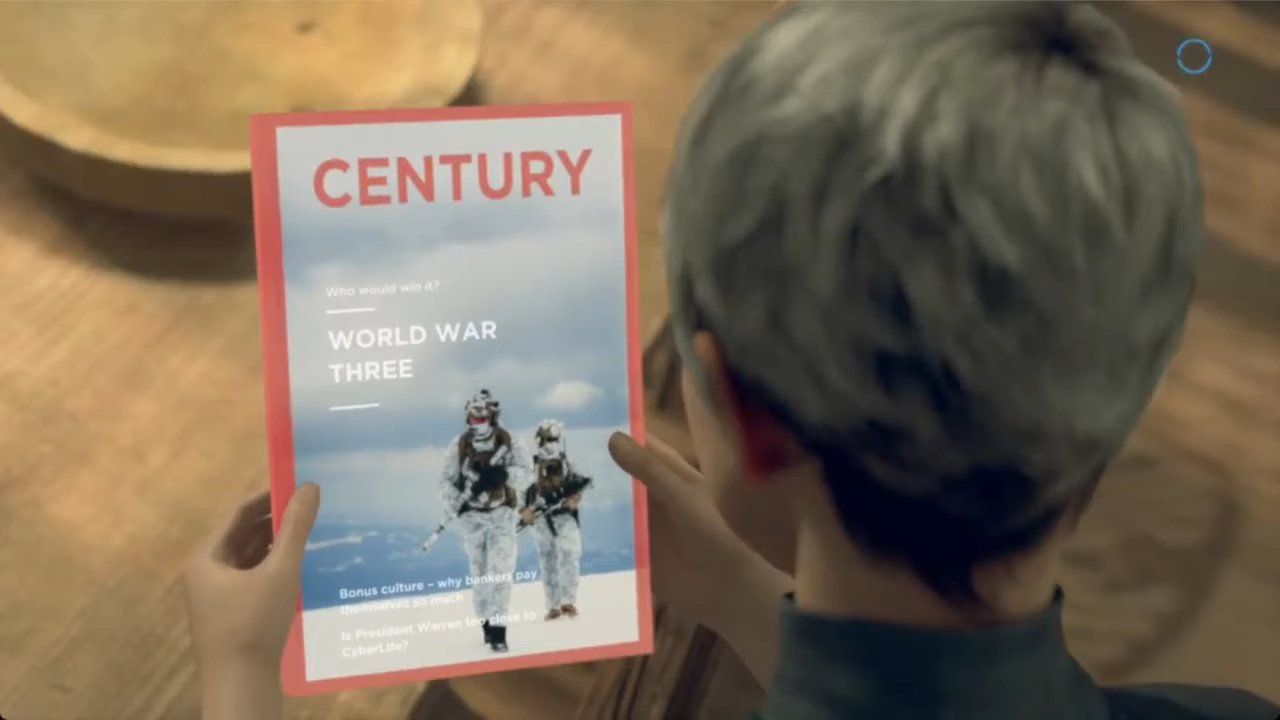 CENTURY
Who would win it?
WORLD WAR
THREE
Bonus culture – why bankers pay
themselves so much
Is President Warren too close to
CyberLife?